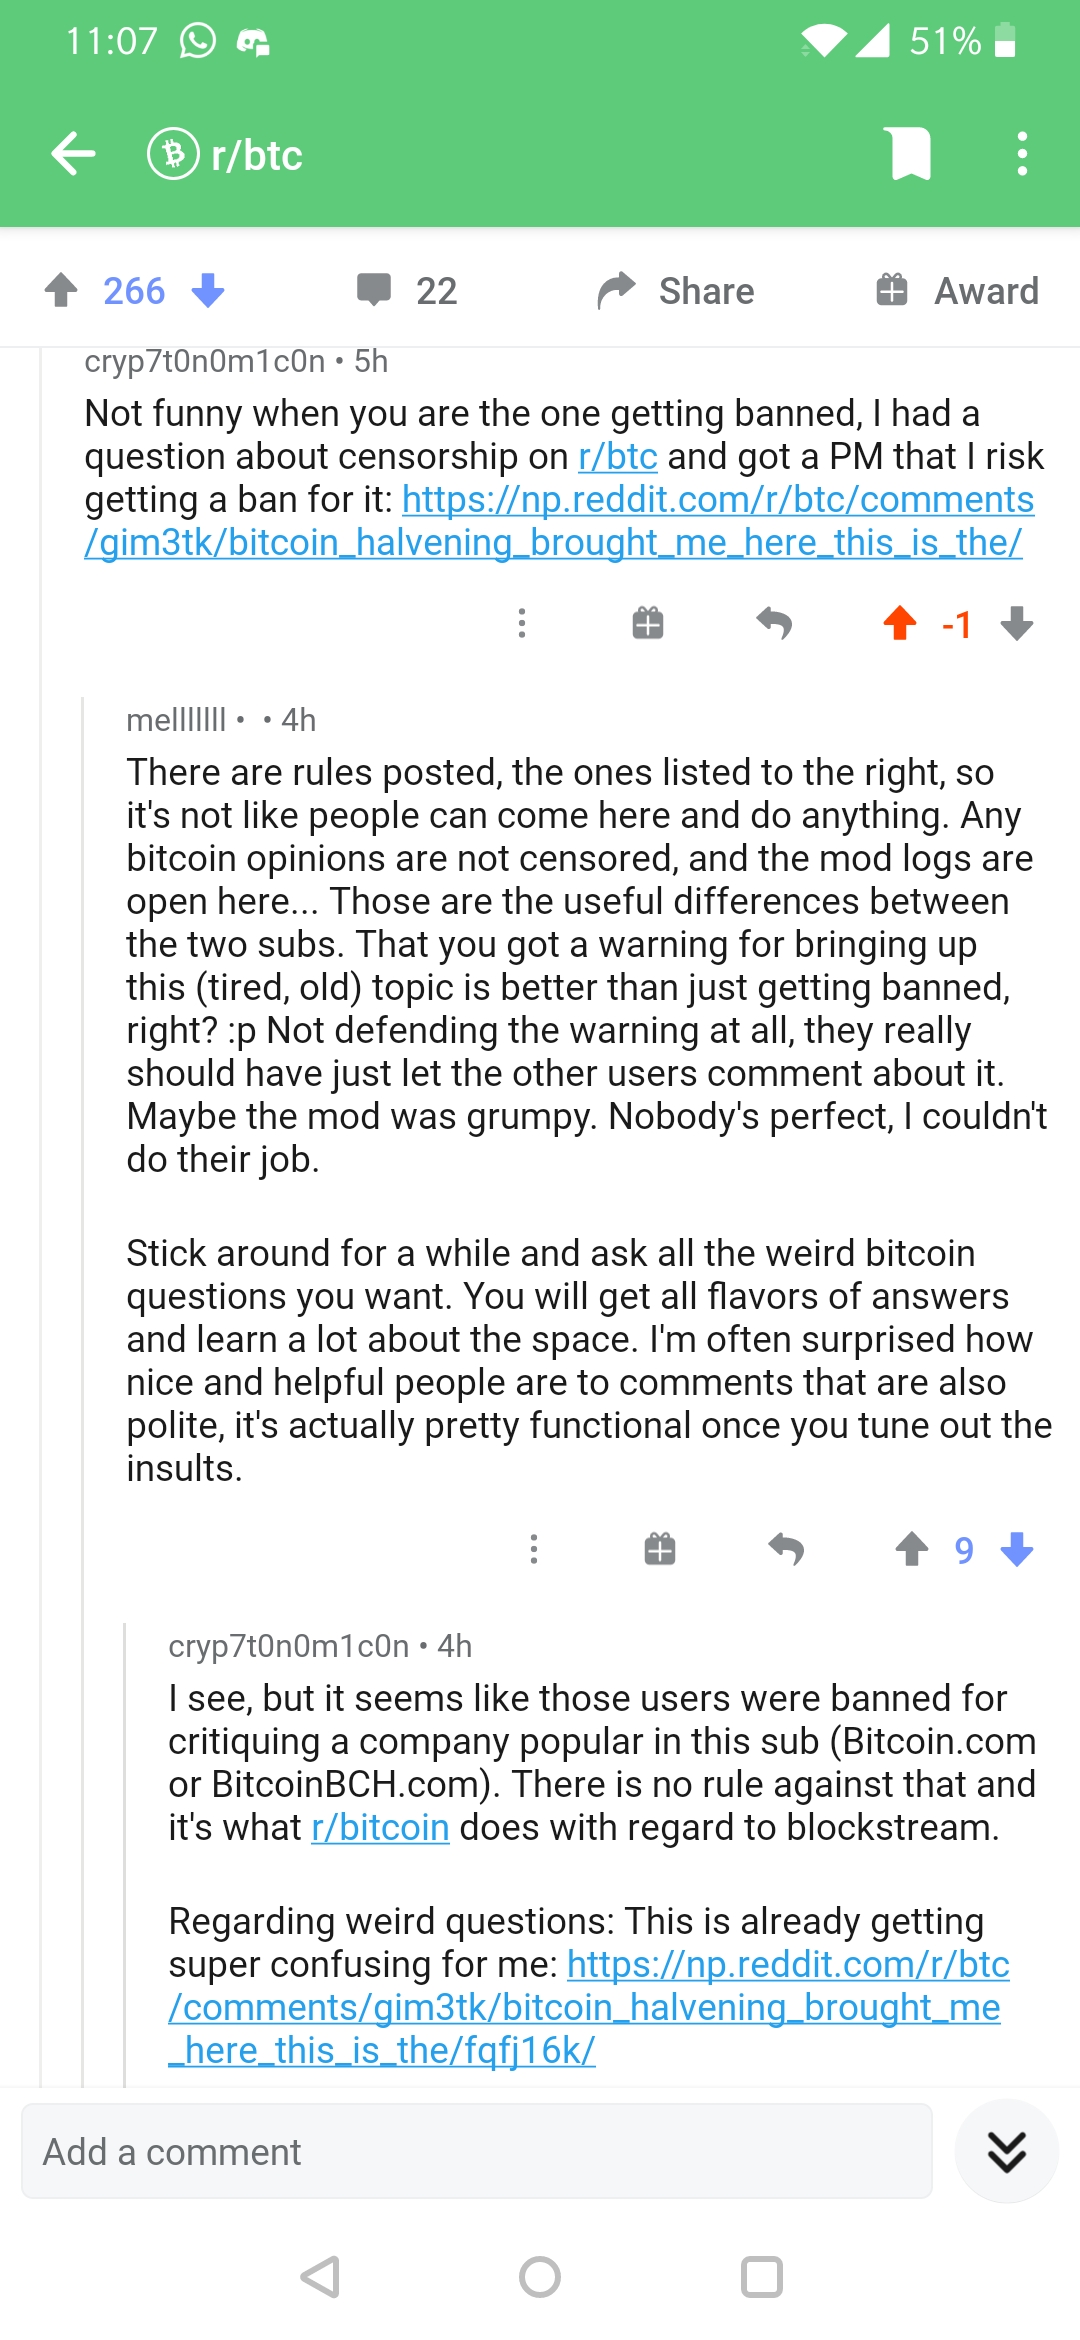 11:07 51%
r/btc
266 22 Share Award
cryp7t0n0m1c0n • 5h
Not funny when you are the one getting banned, I had a
question about censorship on r/btc and got a PM that I risk
getting a ban for it: https://np.reddit.com/r/btc/comments
/gim3tk/bitcoin_halvening_brought_me_here_this_is_the/
-1
melllllll • • 4h
There are rules posted, the ones listed to the right, so
it's not like people can come here and do anything. Any
bitcoin opinions are not censored, and the mod logs are
open here... Those are the useful differences between
the two subs. That you got a warning for bringing up
this (tired, old) topic is better than just getting banned,
right? :p Not defending the warning at all, they really
should have just let the other users comment about it.
Maybe the mod was grumpy. Nobody's perfect, I couldn't
do their job.
Stick around for a while and ask all the weird bitcoin
questions you want. You will get all flavors of answers
and learn a lot about the space. I'm often surprised how
nice and helpful people are to comments that are also
polite, it's actually pretty functional once you tune out the
insults.
9
cryp7t0n0m1c0n • 4h
I see, but it seems like those users were banned for
critiquing a company popular in this sub (Bitcoin.com
or BitcoinBCH.com). There is no rule against that and
it's what r/bitcoin does with regard to blockstream.
Regarding weird questions: This is already getting
super confusing for me: https://np.reddit.com/r/btc
/comments/gim3tk/bitcoin_halvening_brought_me
_here_this_is_the/fqfj16k/
Add a comment